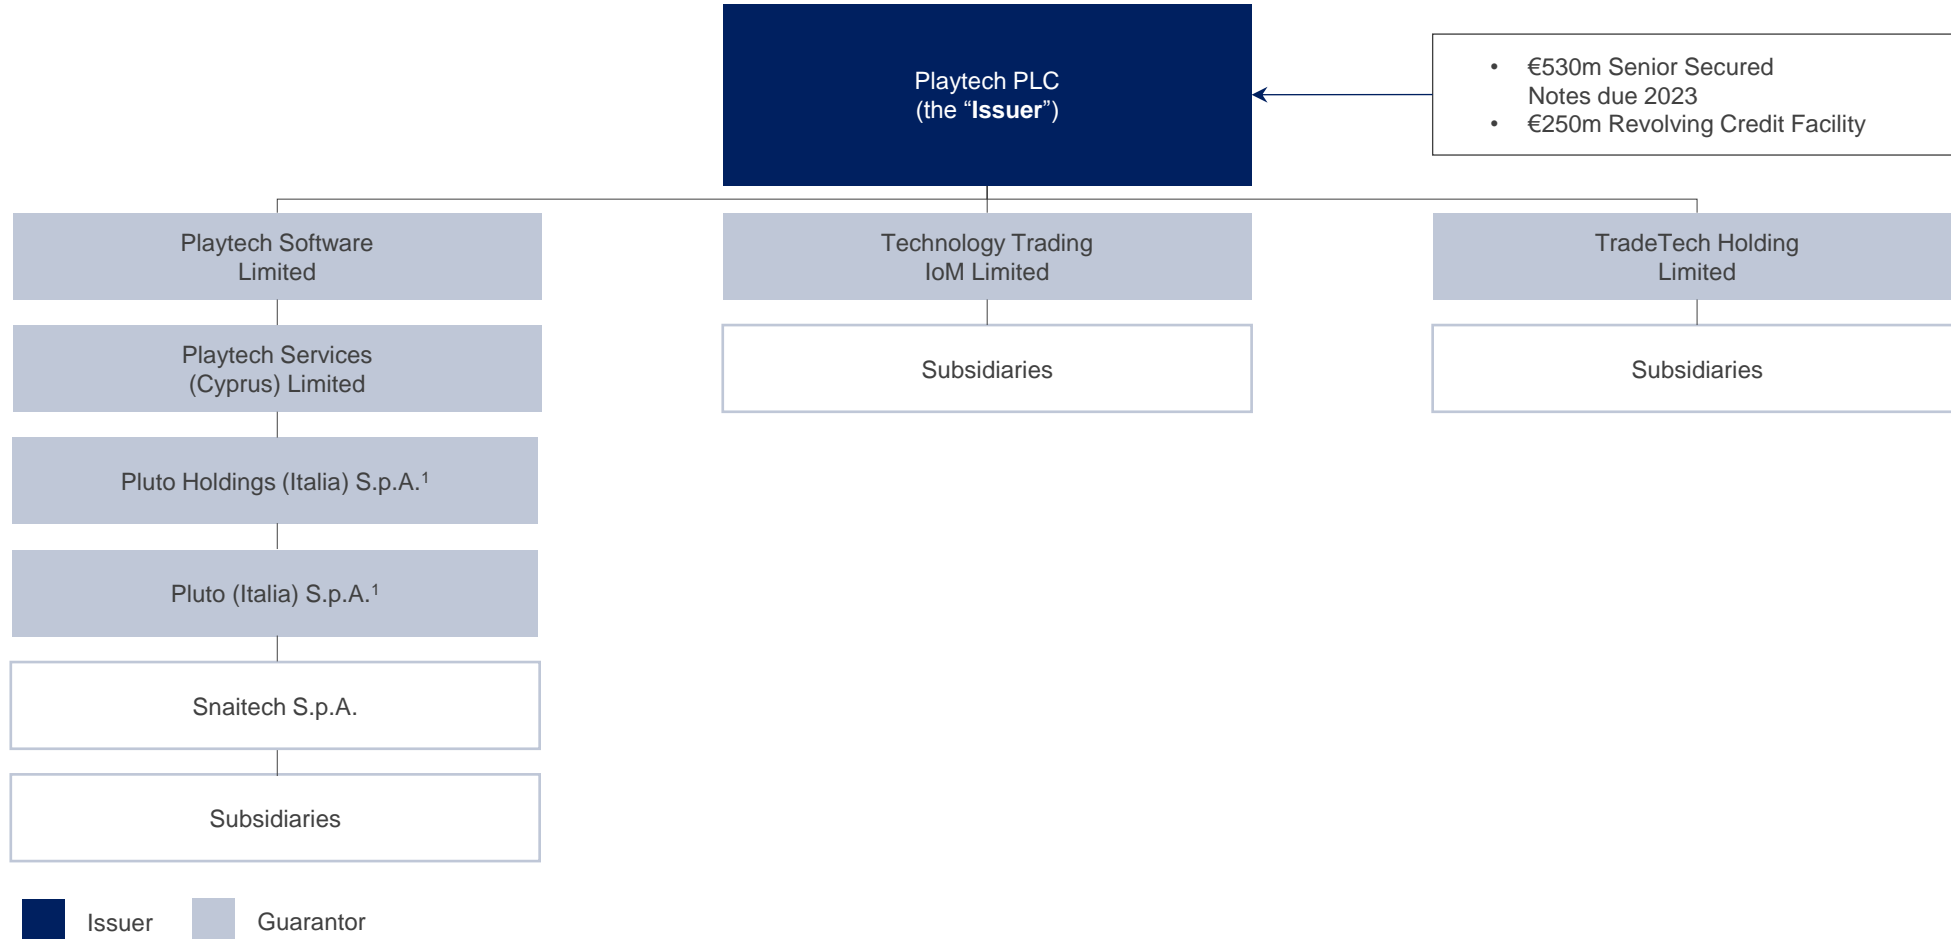 Playtech PLC
(the “Issuer”)
• €530m Senior Secured
Notes due 2023
• €250m Revolving Credit Facility
Playtech Software
Limited
Technology Trading
IoM Limited
TradeTech Holding
Limited
Playtech Services
(Cyprus) Limited
Subsidiaries
Subsidiaries
Pluto Holdings (Italia) S.p.A.¹
Pluto (Italia) S.p.A.¹
Snaitech S.p.A.
Subsidiaries
Issuer
Guarantor